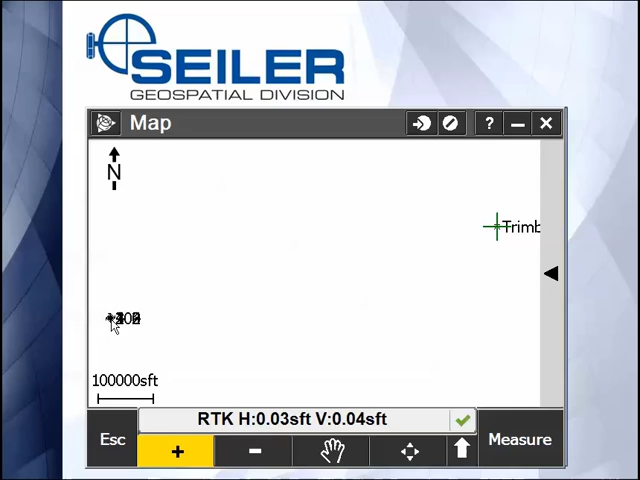 SEILER
GEOSPATIAL DIVISION
Map
?
N
Trimb
100000sft
RTK H:0.03sft V:0.04sft
Esc
+
-
Measure